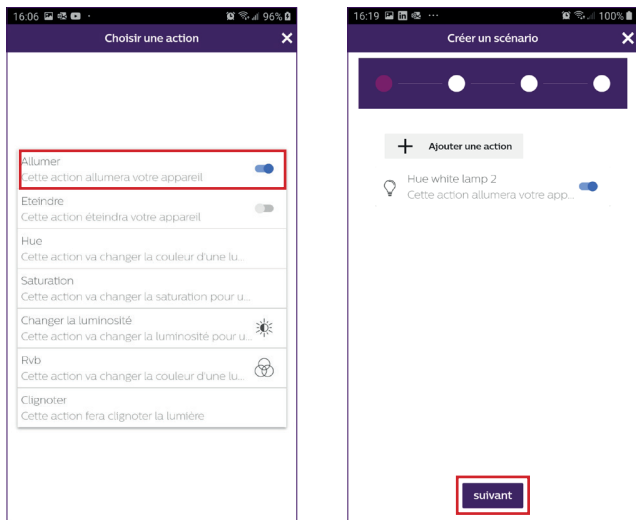 16:06 96%
Choisir une action
Allumer
Cette action allumera votre appareil
Eteindre
Cette action éteindra votre appareil
Hue
Cette action va changer la couleur d'une lu...
Saturation
Cette action va changer la saturation pour u...
Changer la luminosité
Cette action va changer la luminosité pour u...
Rvb
Cette action va changer la couleur d'une lu...
Clignoter
Cette action fera clignoter la lumière
16:19 100%
Créer un scénario
Ajouter une action
Hue white lamp 2
Cette action allumera votre app...
suivant